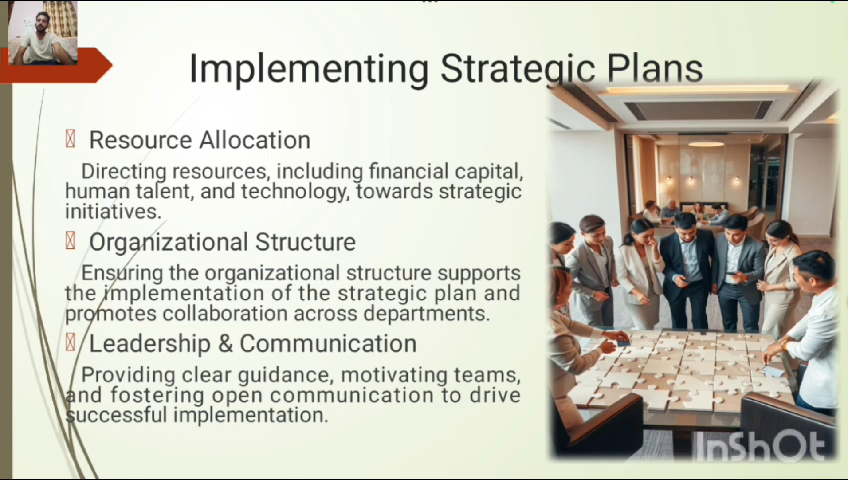 Implementing Strategic Plans
Resource Allocation
Directing resources, including financial capital,
human talent, and technology, towards strategic
initiatives.
Organizational Structure
Ensuring the organizational structure supports
the implementation of the strategic plan and
promotes collaboration across departments.
Leadership & Communication
Providing clear guidance, motivating teams,
and fostering open communication to drive
successful implementation.
InShOt